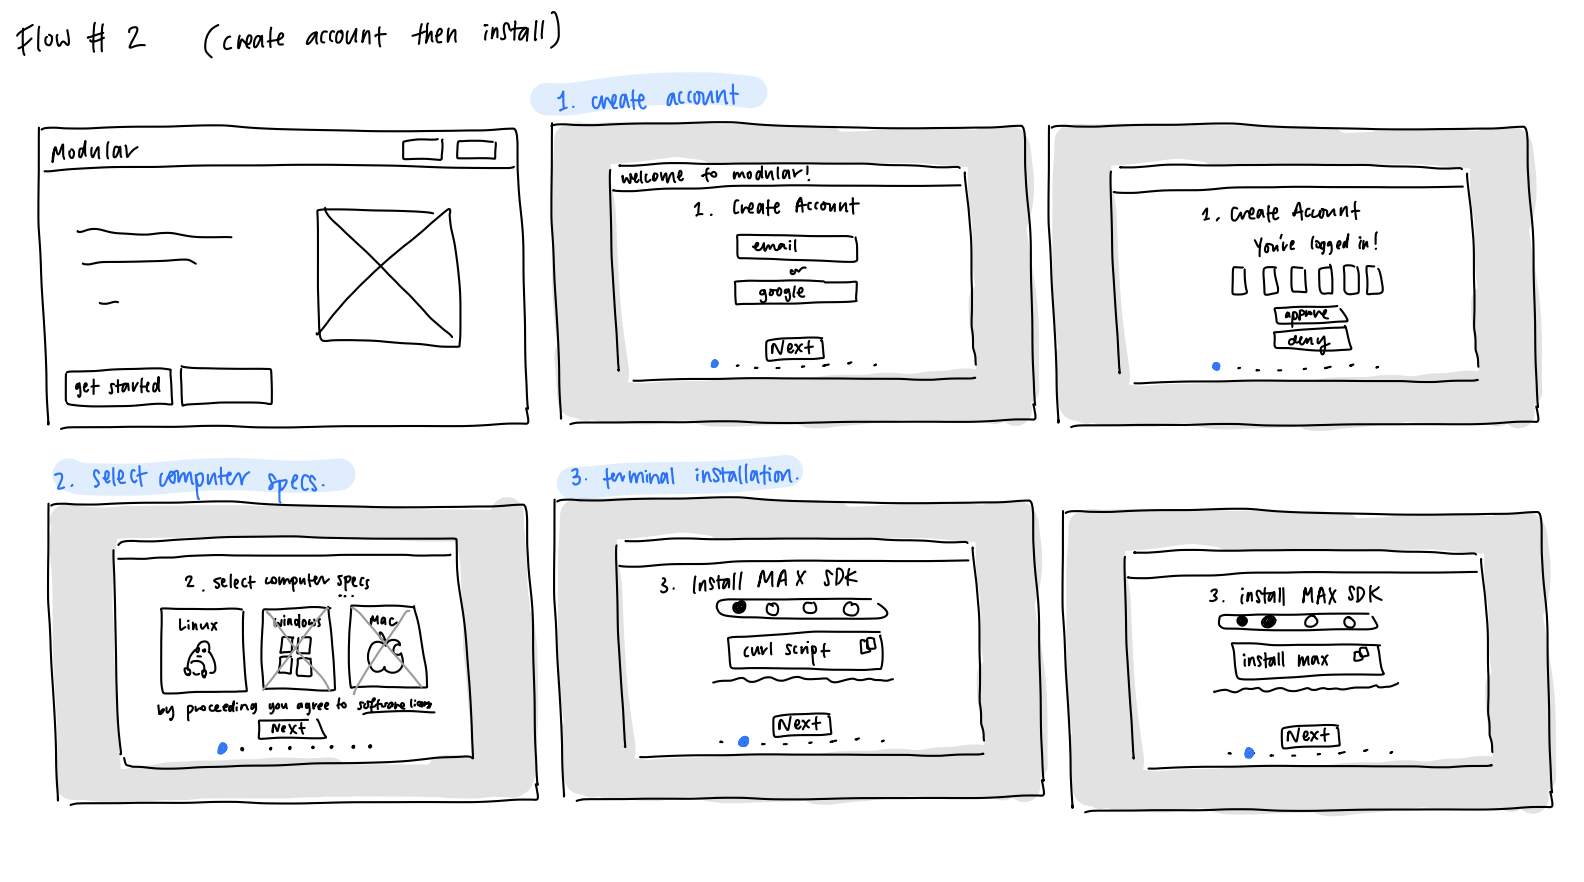 Flow # 2 (create account then install)
1. create account
Modular
get started
welcome to modular!
1. Create Account
email
or
google
Next
1. Create Account
You've logged in!
approve
deny
2. select computer specs.
2. select computer specs
Linux
windows
Mac
by proceeding you agree to software
Next
3. terminal installation.
3. Install MAX SDK
curl script
Next
3. install MAX SDK
install max
Next